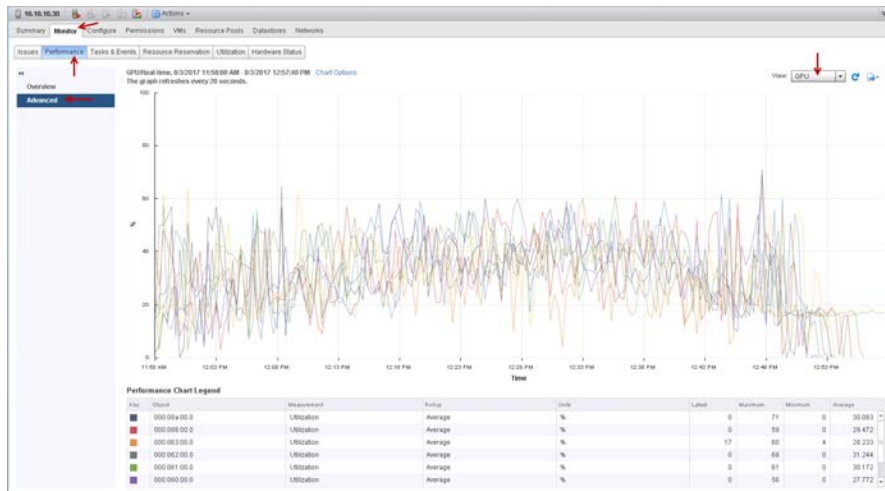 10.10.10.30 Actions
Summary Monitor Configure Permissions VMs Resource Pools Datastores Networks
Issues Performance Tasks & Events Resource Reservation Utilization Hardware Status
Overview
Advanced
GPU/Real-time, 8/3/2017 11:58:00 AM - 8/3/2017 12:57:40 PM Chart Options
The graph refreshes every 20 seconds.
View: GPU
100
80
60
40
20
0
%
11:58 AM 12:03 PM 12:08 PM 12:13 PM 12:18 PM 12:23 PM 12:28 PM 12:33 PM 12:38 PM 12:43 PM 12:48 PM 12:53 PM
Time
Performance Chart Legend
Key Object Measurement Rollup Units Latest Maximum Minimum Average
000:08a:00.0 Utilization Average % 0 71 0 30.083
000:088:00.0 Utilization Average % 0 59 0 29.472
000:083:00.0 Utilization Average % 17 60 4 28.233
000:062:00.0 Utilization Average % 0 68 0 31.244
000:061:00.0 Utilization Average % 0 61 0 30.172
000:060:00.0 Utilization Average % 0 56 0 27.772